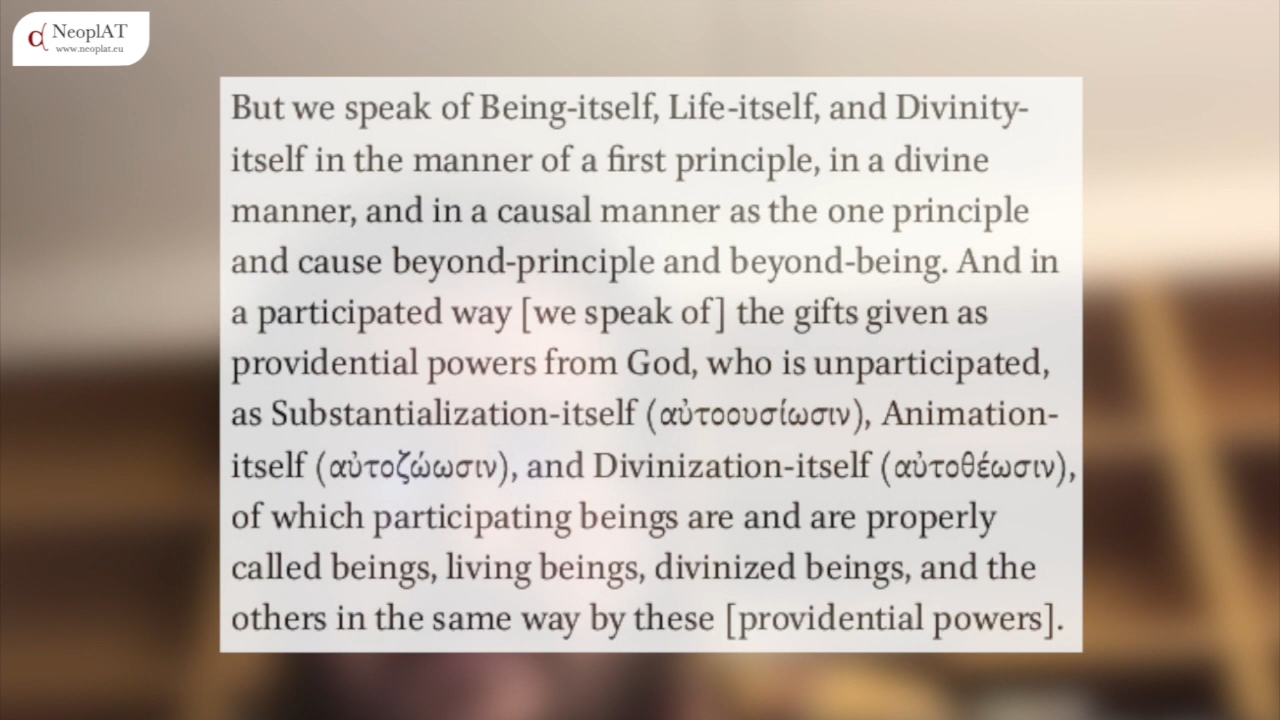 NeoplAT
www.neoplat.eu
But we speak of Being-itself, Life-itself, and Divinity-
itself in the manner of a first principle, in a divine
manner, and in a causal manner as the one principle
and cause beyond-principle and beyond-being. And in
a participated way [we speak of] the gifts given as
providential powers from God, who is unparticipated,
as Substantialization-itself (αὐτοουσίωσιν), Animation-
itself (αὐτοζώωσιν), and Divinization-itself (αὐτοθέωσιν),
of which participating beings are and are properly
called beings, living beings, divinized beings, and the
others in the same way by these [providential powers].